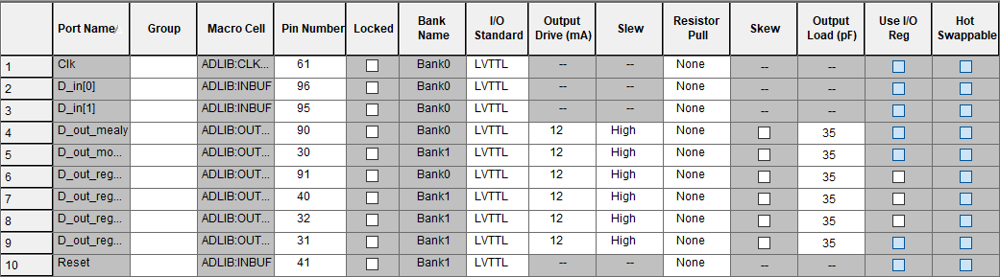 Port Name Group Macro Cell Pin Number Locked Bank Name I/O Standard Output Drive (mA) Slew Resistor Pull Skew Output Load (pF) Use I/O Reg Hot Swappable
1 Clk ADLIB:CLK... 61 Bank0 LVTTL -- -- None -- --
2 D_in[0] ADLIB:INBUF 96 Bank0 LVTTL -- -- None -- --
3 D_in[1] ADLIB:INBUF 95 Bank0 LVTTL -- -- None -- --
4 D_out_mealy ADLIB:OUT... 90 Bank0 LVTTL 12 High None 35
5 D_out_mo... ADLIB:OUT... 30 Bank1 LVTTL 12 High None 35
6 D_out_reg... ADLIB:OUT... 91 Bank0 LVTTL 12 High None 35
7 D_out_reg... ADLIB:OUT... 40 Bank1 LVTTL 12 High None 35
8 D_out_reg... ADLIB:OUT... 32 Bank1 LVTTL 12 High None 35
9 D_out_reg... ADLIB:OUT... 31 Bank1 LVTTL 12 High None 35
10 Reset ADLIB:INBUF 41 Bank1 LVTTL -- -- None -- --